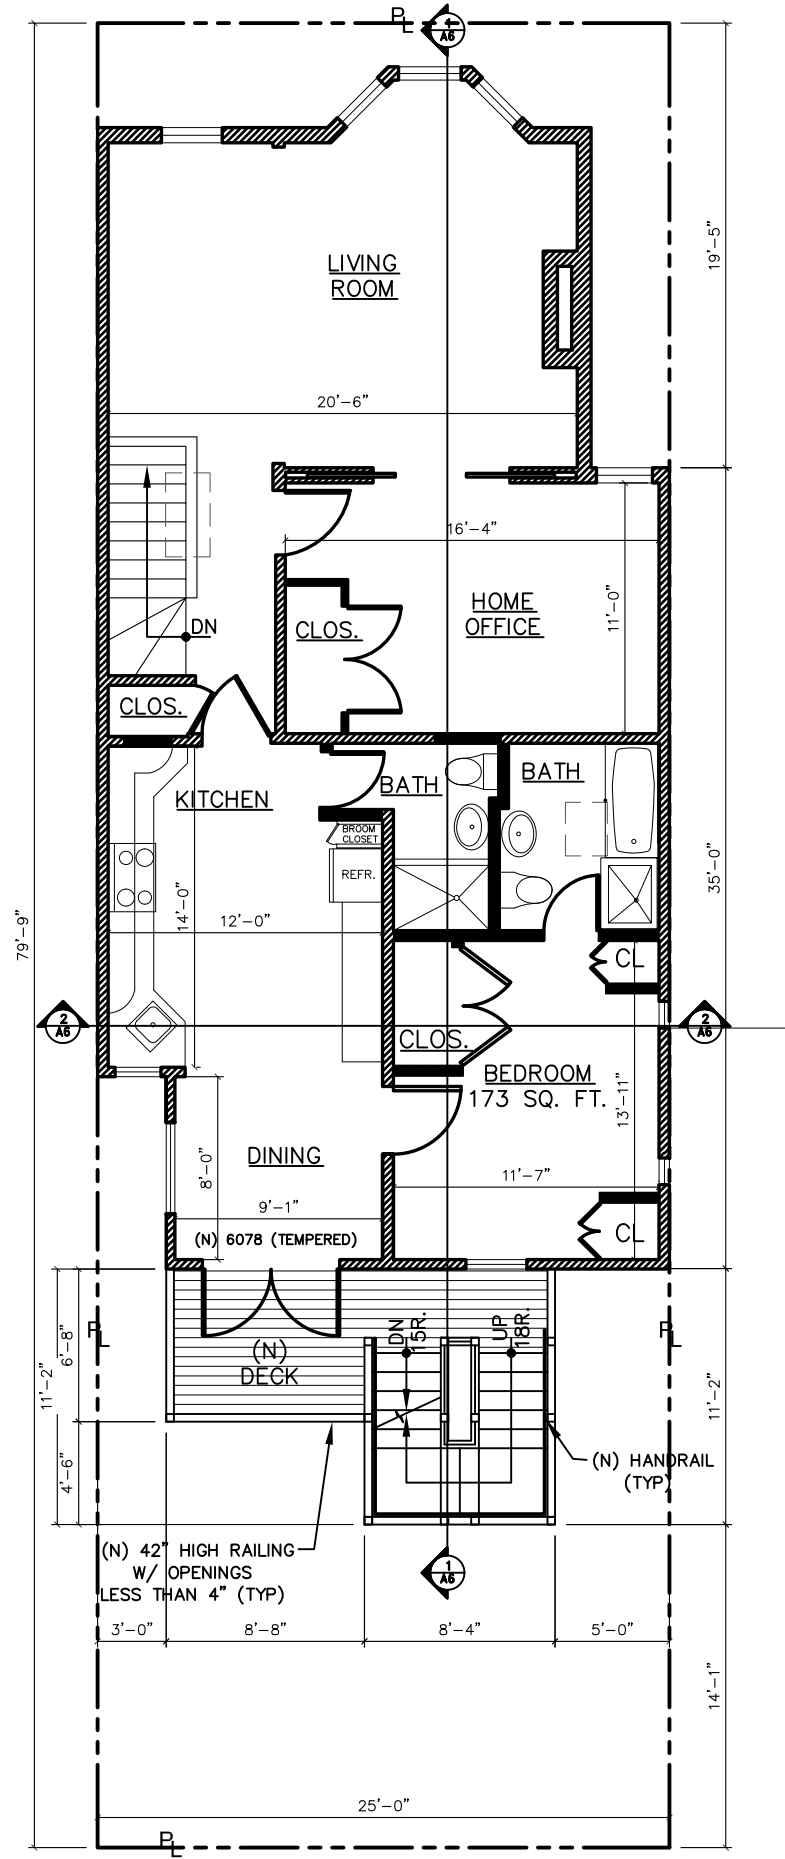 PL
1
A6
19'-5"
LIVING
ROOM
20'-6"
16'-4"
HOME
OFFICE
11'-0"
DN
CLOS.
CLOS.
KITCHEN
BATH
BATH
BROOM
CLOSET
REFR.
14'-0"
12'-0"
35'-0"
79'-9"
CL
2
A6
2
A6
CLOS.
BEDROOM
173 SQ. FT.
13'-11"
DINING
8'-0"
11'-7"
9'-1"
(N) 6078 (TEMPERED)
CL
PL
PL
6'-8"
11'-2"
DN
15R.
UP
18R.
(N)
DECK
11'-2"
4'-6"
(N) HANDRAIL
(TYP)
(N) 42" HIGH RAILING
W/ OPENINGS
LESS THAN 4" (TYP)
1
A6
3'-0"
8'-8"
8'-4"
5'-0"
14'-1"
25'-0"
PL